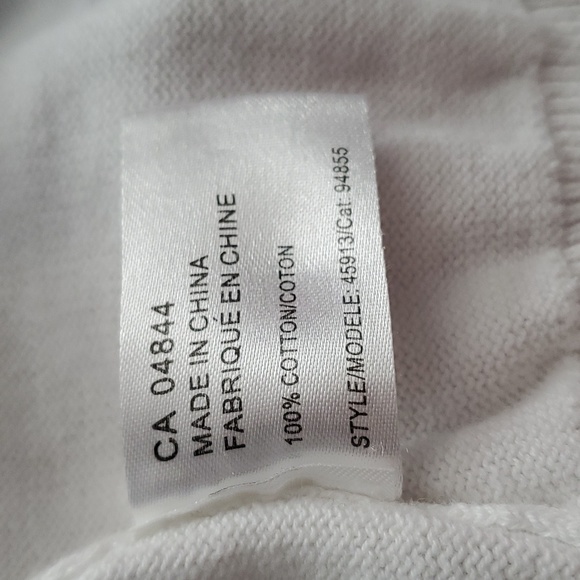 CA 04844
MADE IN CHINA
FABRIQUÉ EN CHINE
100% COTTON/COTON
STYLE/MODELE: 45913/Cat: 94855